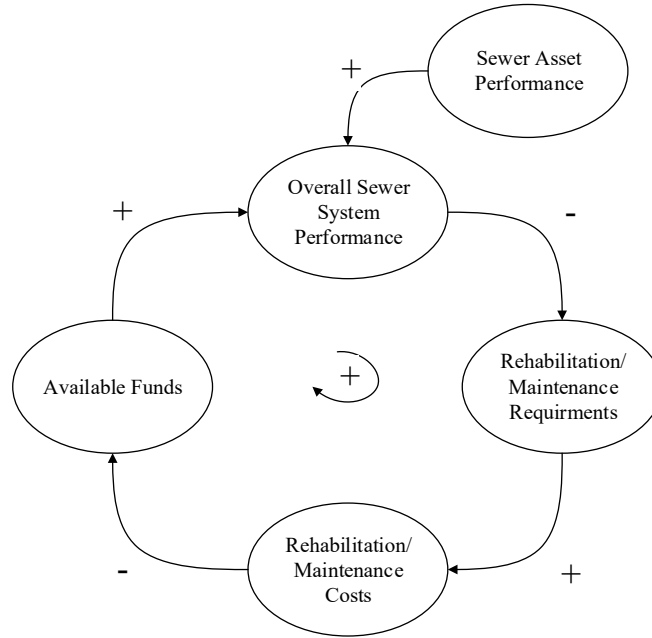 Sewer Asset
Performance
+
Overall Sewer
System
Performance
+
-
Available Funds
+
Rehabilitation/
Maintenance
Requirments
Rehabilitation/
Maintenance
Costs
-
+